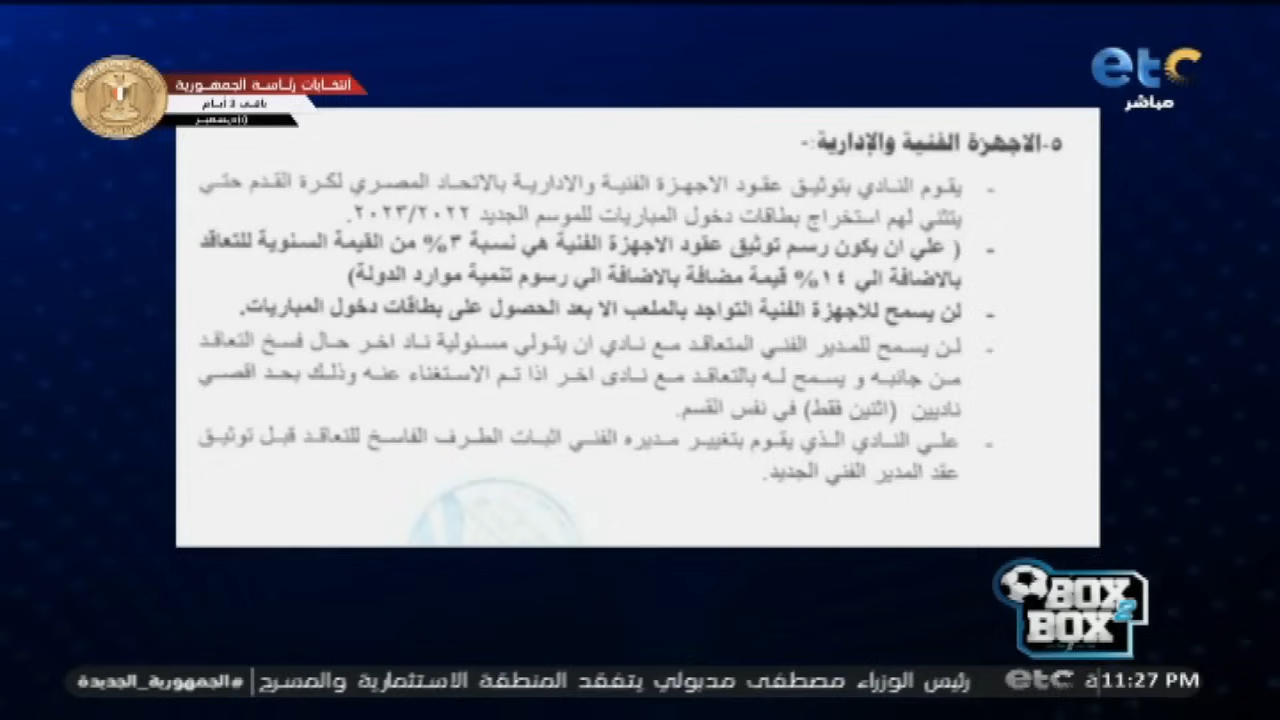 etc
مباشر
انتخابات رئاسة الجمهورية
باقي 3 أيام
٥-الاجهزة الفنية والإدارية:-
- يقوم النادي بتوثيق عقود الاجهزة الفنية والادارية بالاتحاد المصري لكرة القدم حتي
يتثني لهم استخراج بطاقات دخول المباريات للموسم الجديد ٢٠٢٣/٢٠٢٢.
- ( علي ان يكون رسم توثيق عقود الاجهزة الفنية هي نسبة ٣% من القيمة السنوية للتعاقد
بالاضافة الي ١٤% قيمة مضافة بالاضافة الي رسوم تنمية موارد الدولة)
- لن يسمح للاجهزة الفنية التواجد بالملعب الا بعد الحصول على بطاقات دخول المباريات.
- لن يسمح للمدير الفني المتعاقد مع نادي ان يتولى مسئولية ناد اخر حال فسخ التعاقد
من جانبه و يسمح له بالتعاقد مع نادى اخر اذا تم الاستغناء عنه وذلك بحد اقصي
ناديين (اثنين فقط) في نفس القسم.
- علي النادي الذي يقوم بتغيير مديره الفني اثبات الطرف الفاسخ للتعاقد قبل توثيق
عقد المدير الفني الجديد.
BOX 2
BOX
11:27 PM
etc
رئيس الوزراء مصطفى مدبولي يتفقد المنطقة الاستثمارية والمسرح
#الجمهورية_الجديدة